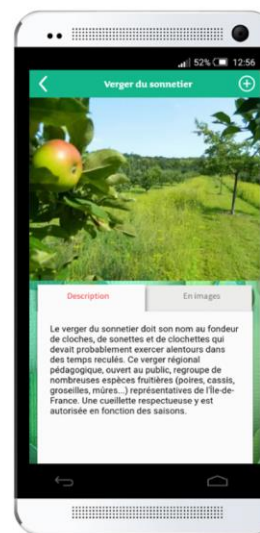 52% 12:56
Verger du sonnetier
Description
En images
Le verger du sonnetier doit son nom au fondeur
de cloches, de sonettes et de clochettes qui
devait probablement exercer alentours dans
des temps reculés. Ce verger régional
pédagogique, ouvert au public, regroupe de
nombreuses espèces fruitières (poires, cassis,
groseilles, mûres...) représentatives de l'Île-de-
France. Une cueillette respectueuse y est
autorisée en fonction des saisons.